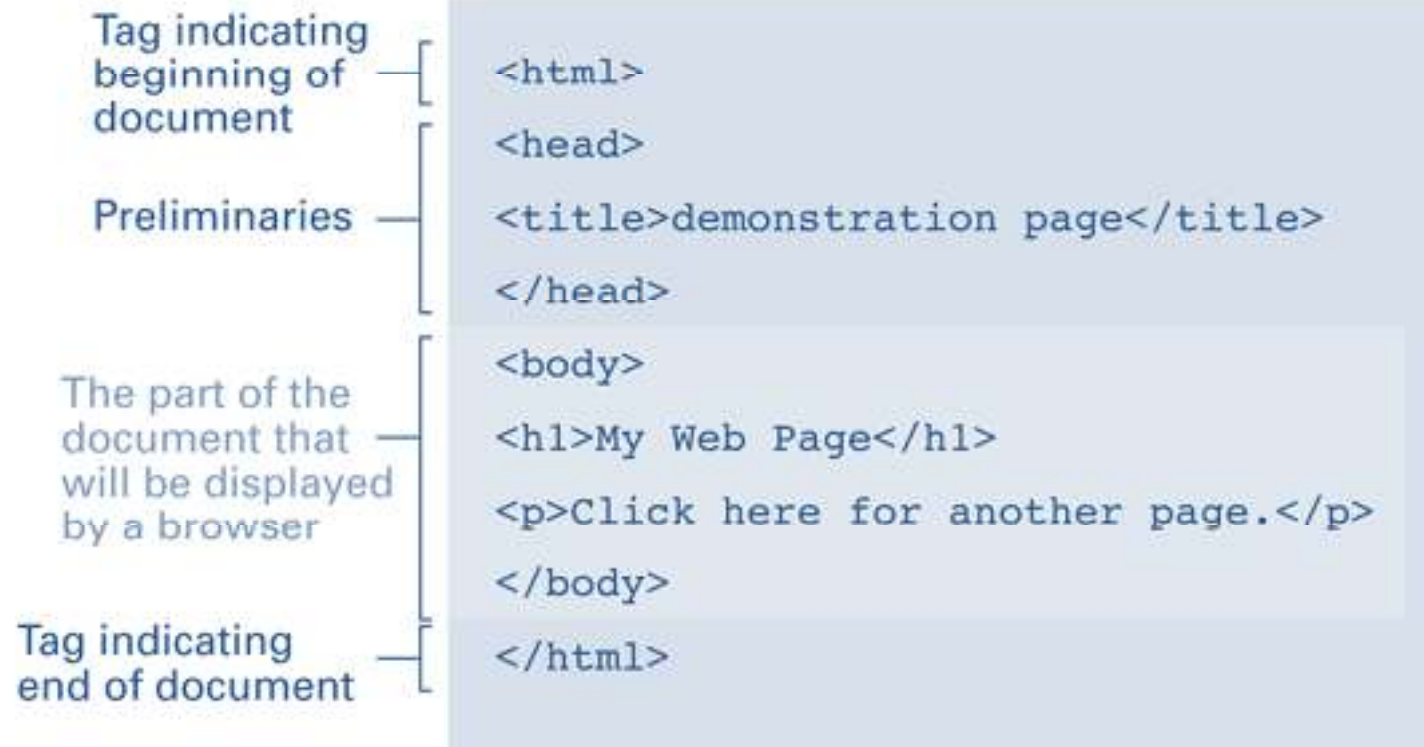 Tag indicating
beginning of
document
<html>
<head>
Preliminaries
<title>demonstration page</title>
</head>
The part of the
document that
will be displayed
by a browser
<body>
<h1>My Web Page</h1>
<p>Click here for another page.</p>
</body>
Tag indicating
end of document
</html>